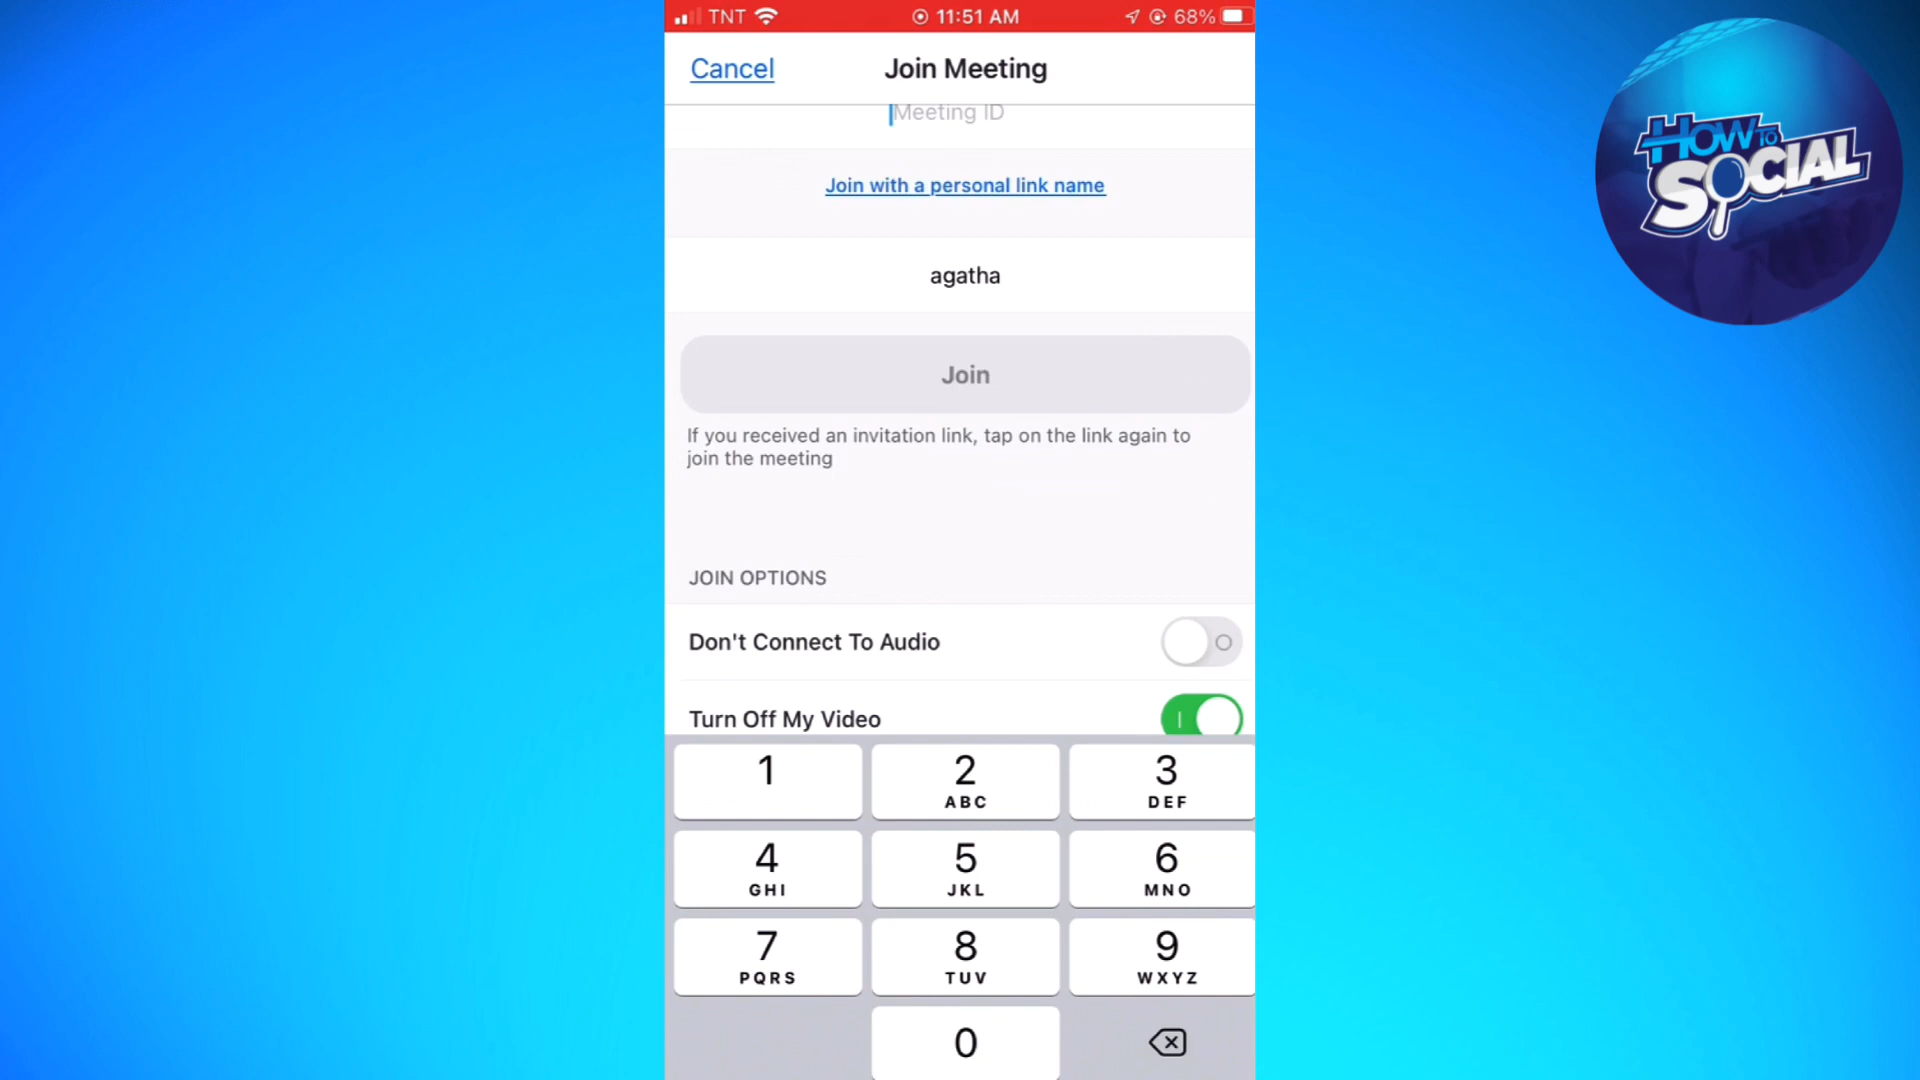 TNT 11:51 AM 68%
Cancel Join Meeting
Meeting ID
Join with a personal link name
agatha
Join
If you received an invitation link, tap on the link again to
join the meeting
JOIN OPTIONS
Don't Connect To Audio
Turn Off My Video
1 2 3
ABC DEF
4 5 6
GHI JKL MNO
7 8 9
PQRS TUV WXYZ
0
HOW TO
SOCIAL